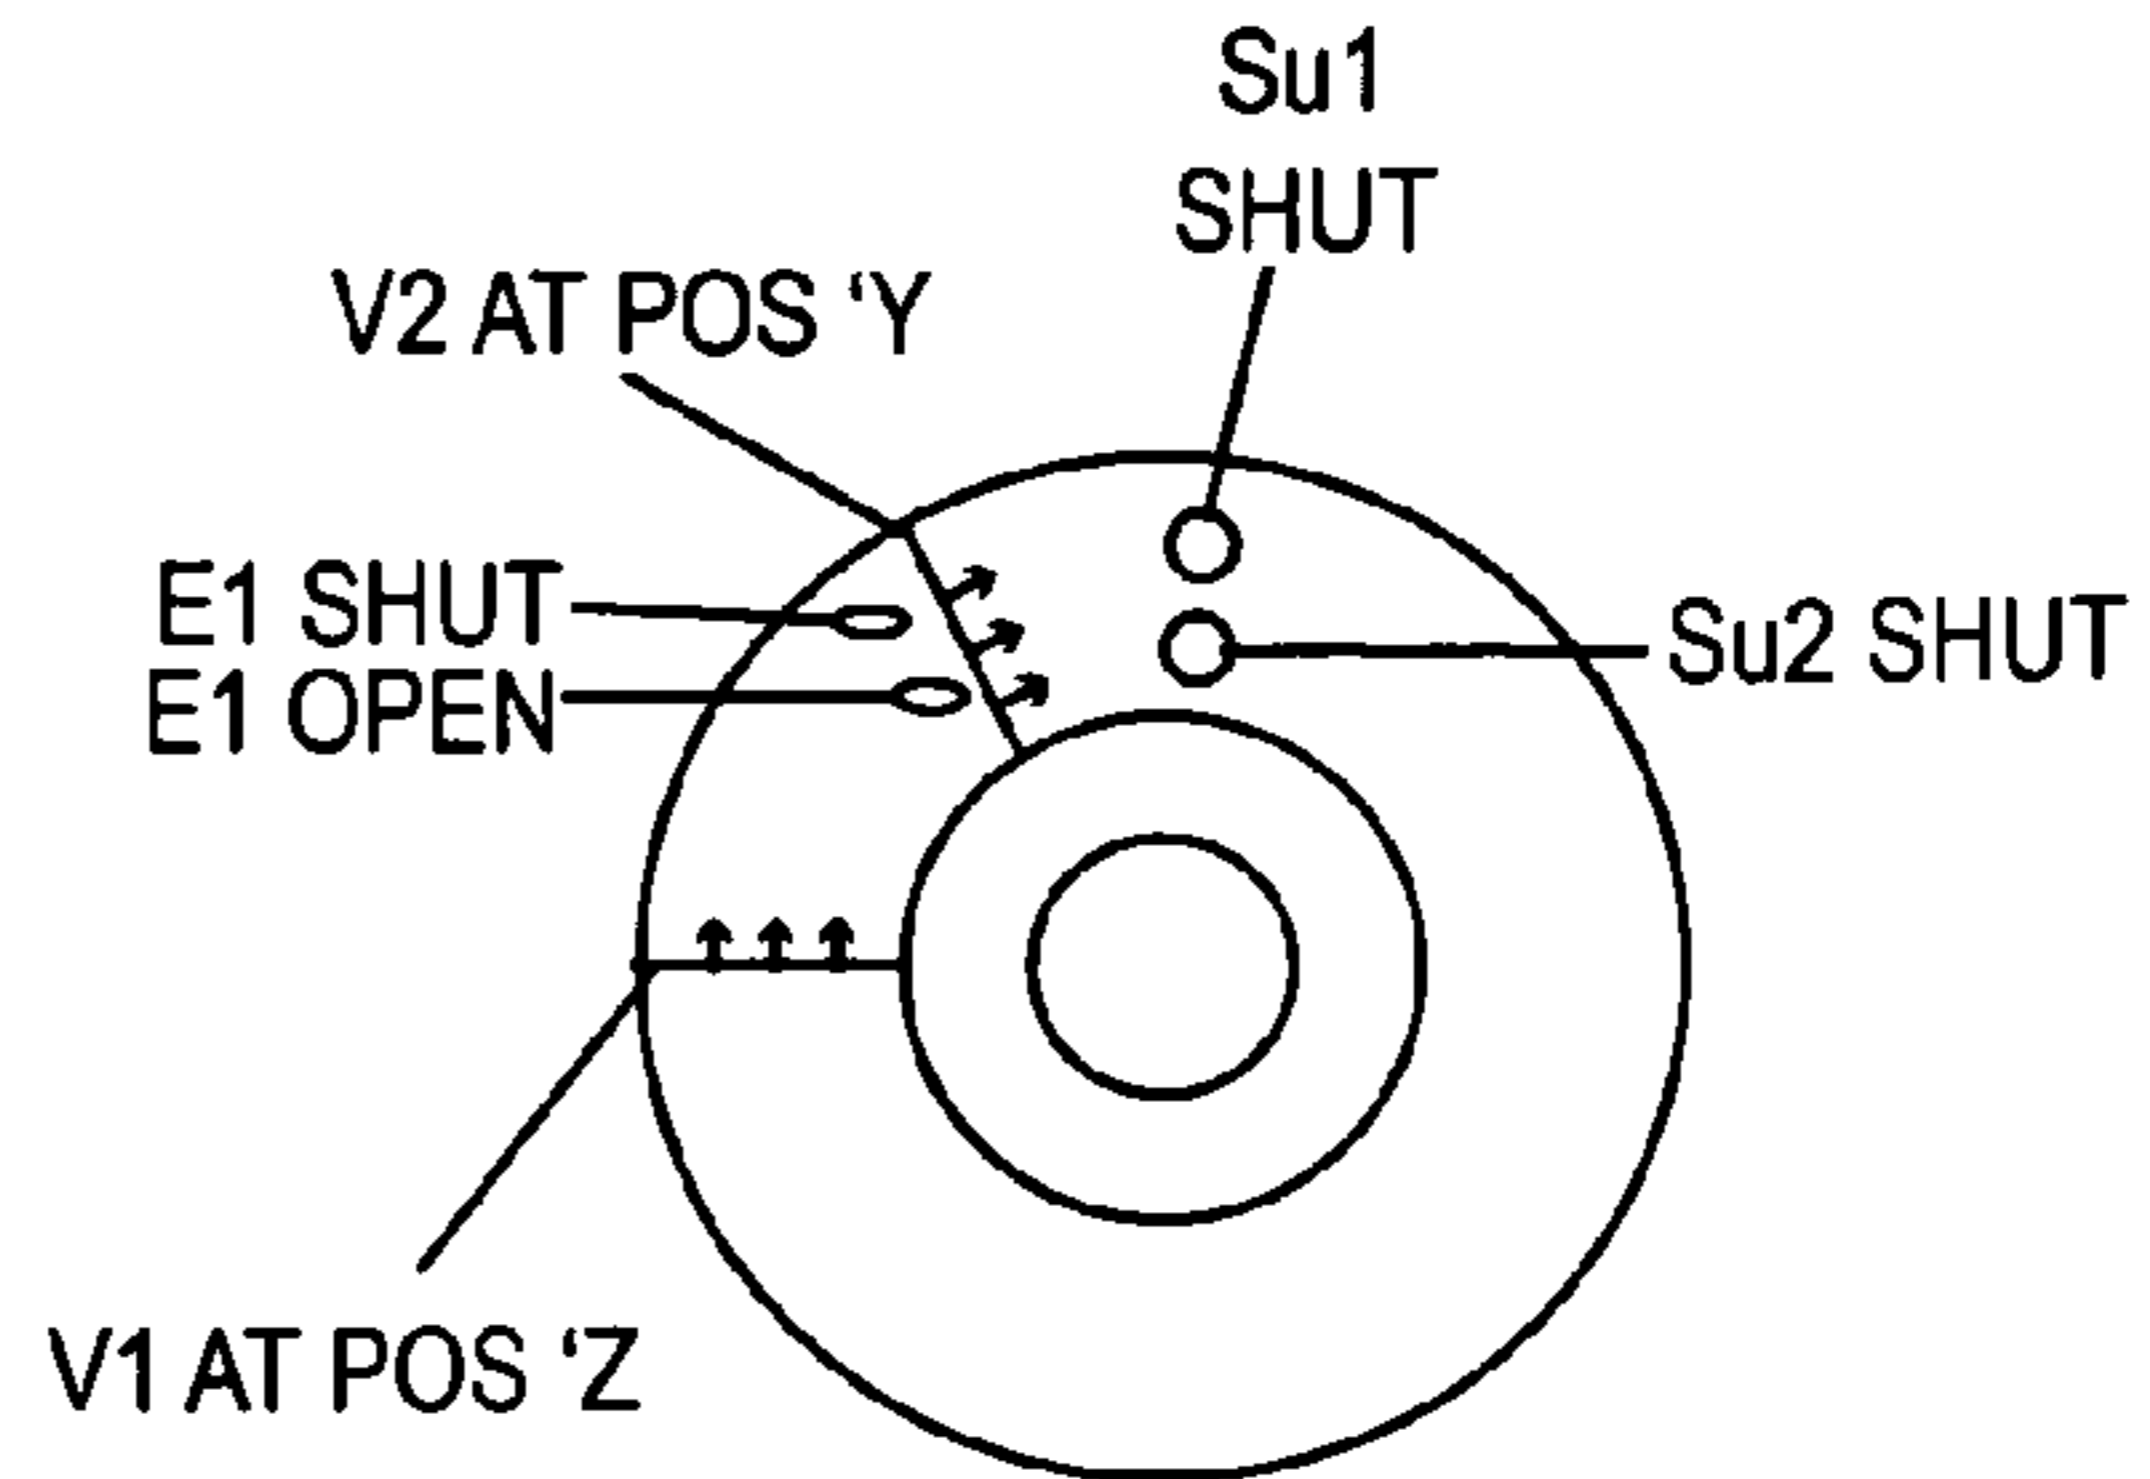 Su1
SHUT
V2 AT POS ‘Y
E1 SHUT
E1 OPEN
Su2 SHUT
V1 AT POS ‘Z